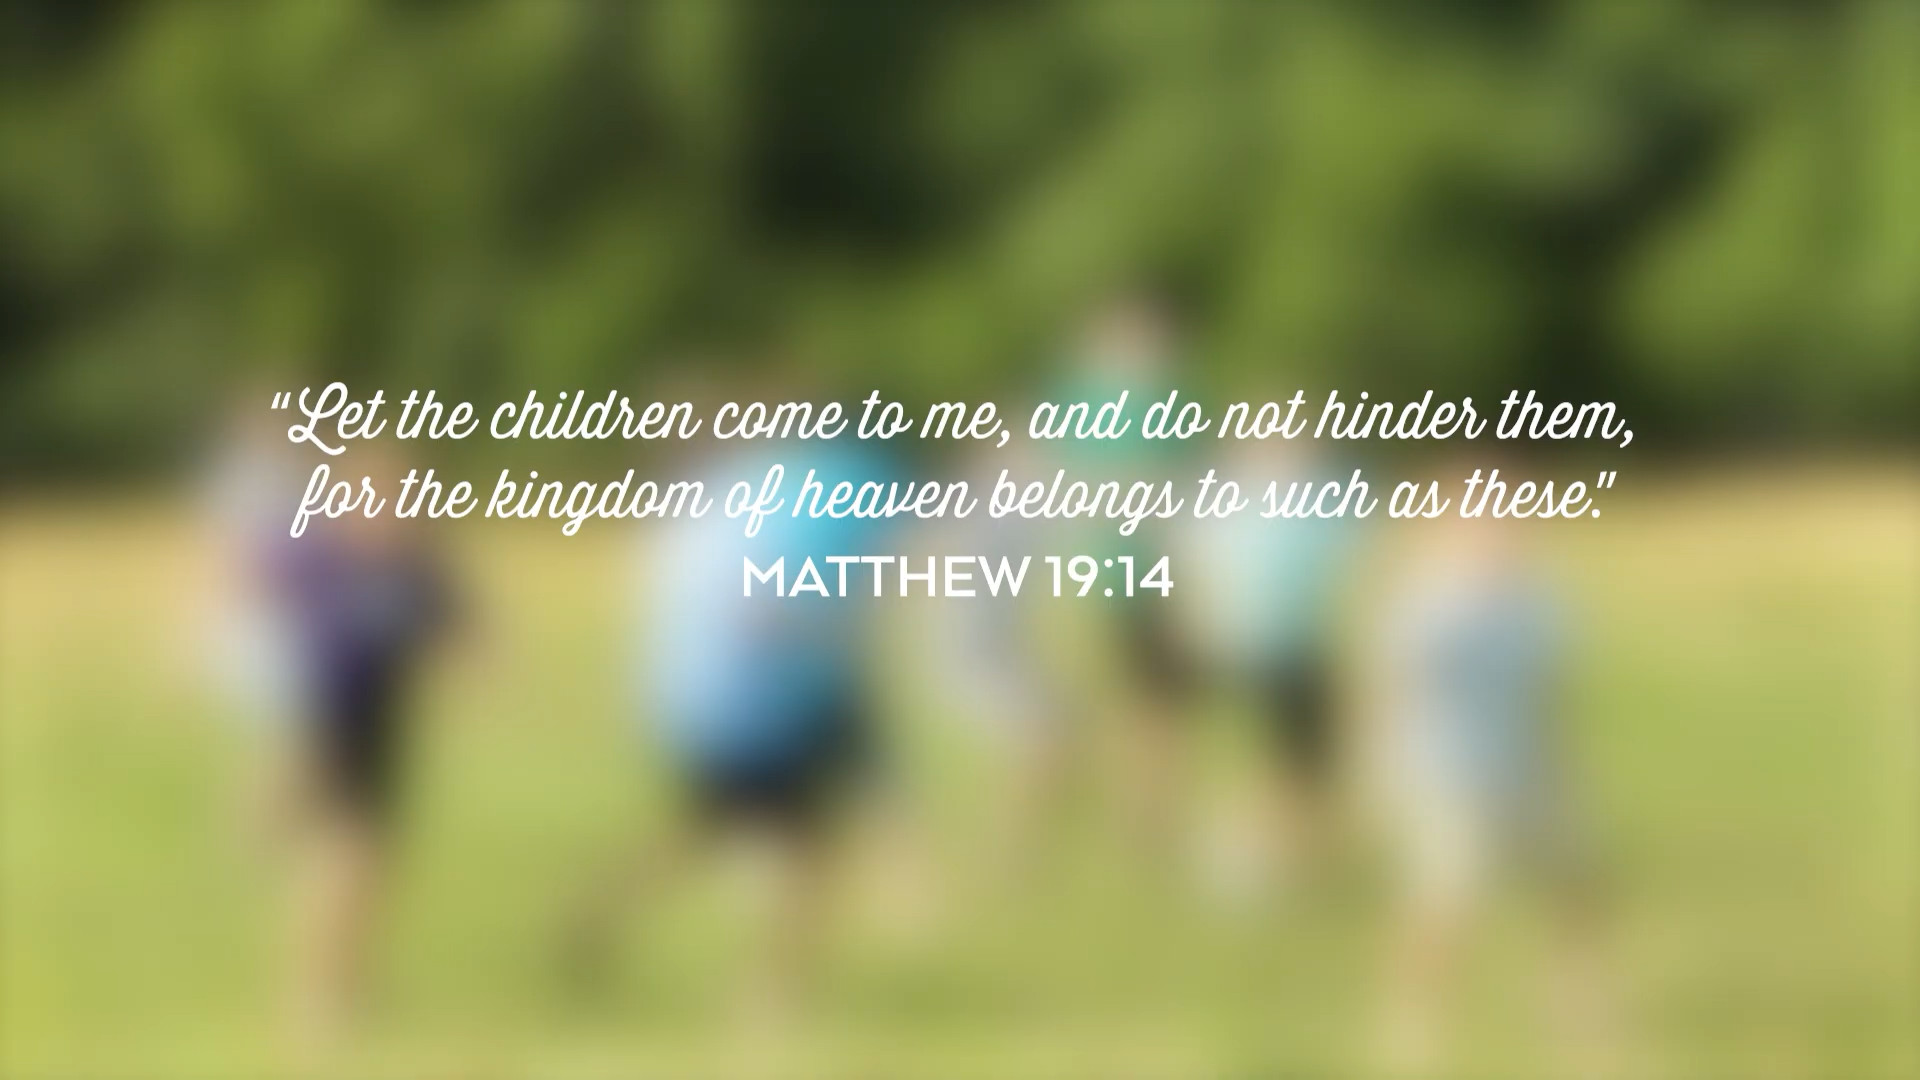 “Let the children come to me, and do not hinder them,
for the kingdom of heaven belongs to such as these."
MATTHEW 19:14